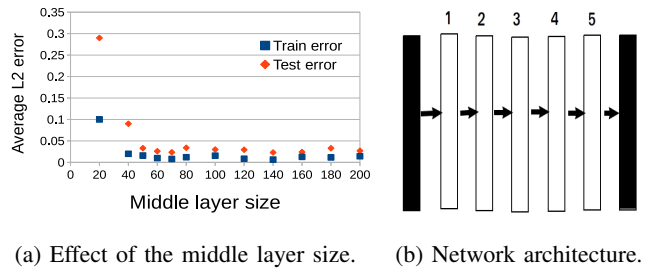 0.35
0.3
0.25
0.2
0.15
0.1
0.05
0
Average L2 error
Train error
Test error
0 20 40 60 80 100 120 140 160 180 200
Middle layer size
1 2 3 4 5
(a) Effect of the middle layer size. (b) Network architecture.